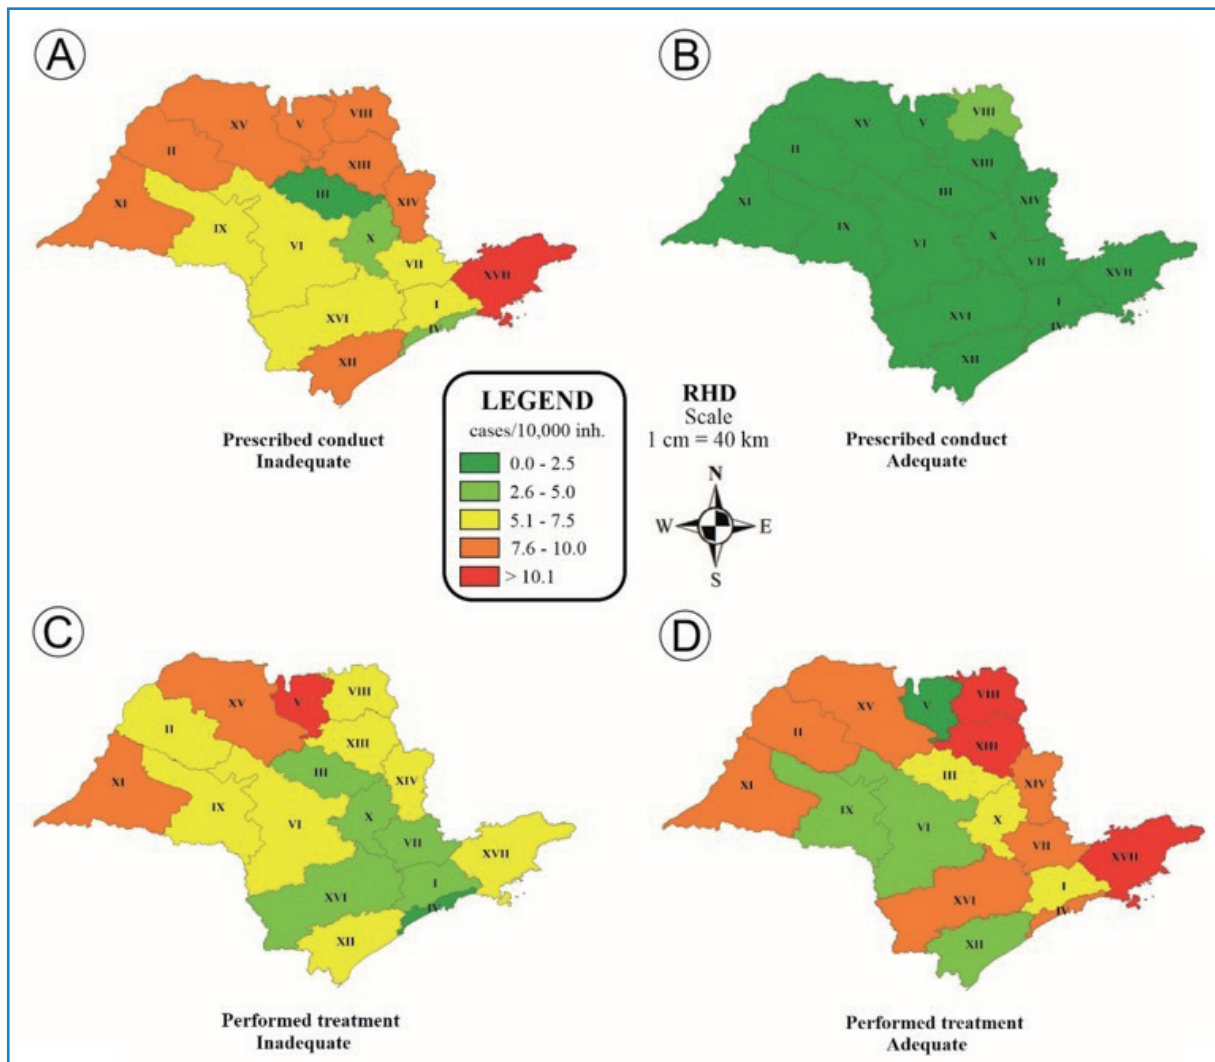 A
XV
V
VIII
II
XIII
III
XI
XIV
IX
VI
X
VII
XVII
I
XVI
IV
XII
Prescribed conduct
Inadequate
B
VIII
XV
V
II
XIII
III
XI
XIV
IX
X
VI
VII
XVII
I
XVI
IV
XII
Prescribed conduct
Adequate
LEGEND
cases/10,000 inh.
0.0 - 2.5
2.6 - 5.0
5.1 - 7.5
7.6 - 10.0
> 10.1
RHD
Scale
1 cm = 40 km
N
W E
S
C
VIII
XV
V
II
XIII
III
XI
XIV
IX
X
VI
VII
XVII
I
XVI
IV
XII
Performed treatment
Inadequate
D
VIII
XV
V
II
XIII
III
XI
XIV
IX
X
VI
VII
XVII
I
XVI
IV
XII
Performed treatment
Adequate